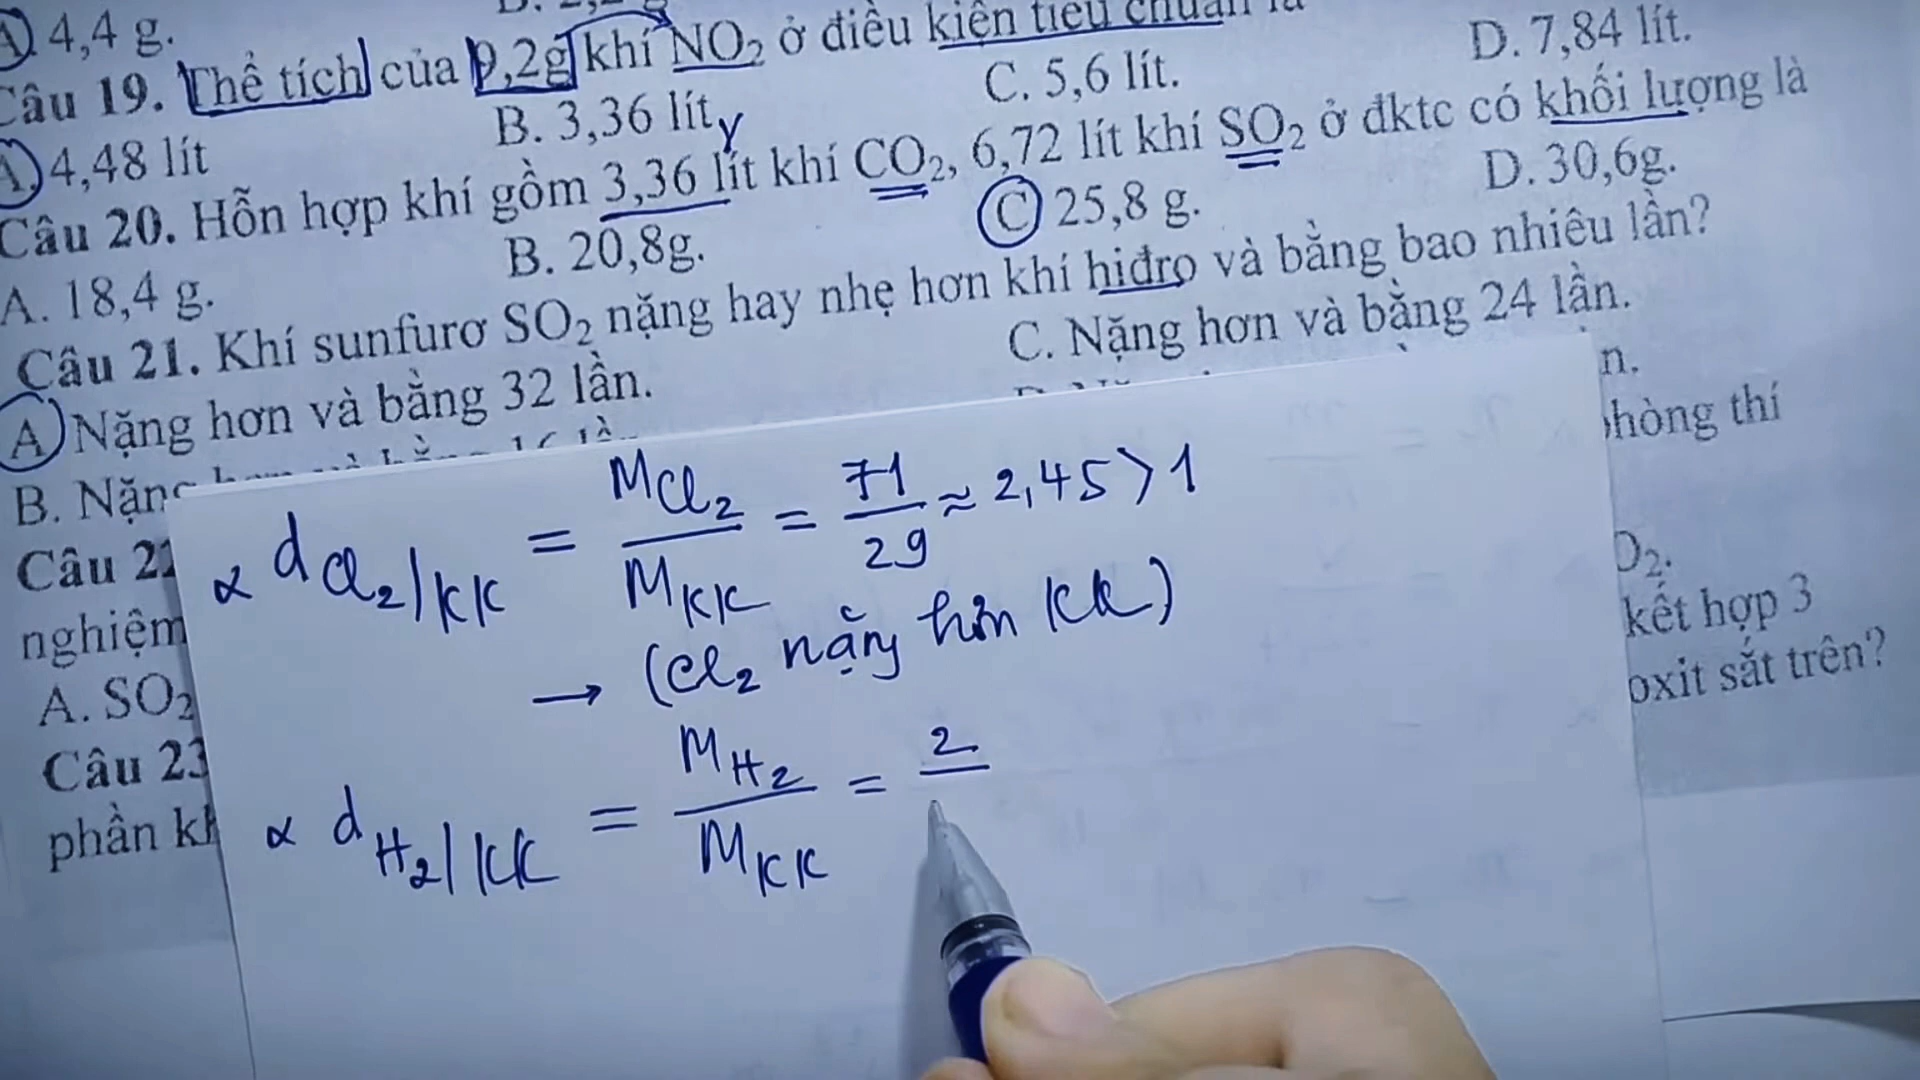 A. 4,4 g.
Câu 19. Thể tích của 9,2g khí NO2 ở điều kiện tiêu chuẩn là
A. 4,48 lít B. 3,36 lít C. 5,6 lít. D. 7,84 lít.
Câu 20. Hỗn hợp khí gồm 3,36 lít khí CO2, 6,72 lít khí SO2 ở đktc có khối lượng là
A. 18,4 g. B. 20,8g. C 25,8 g. D. 30,6g.
Câu 21. Khí sunfurơ SO2 nặng hay nhẹ hơn khí hiđro và bằng bao nhiêu lần?
A Nặng hơn và bằng 32 lần. C. Nặng hơn và bằng 24 lần.
B. Nặng n.
Câu 22 phòng thí
nghiệm
A. SO2 O2.
Câu 23 kết hợp 3
phần kh oxit sắt trên?
α dCl2/KK = MCl2/MKK = 71/29 ≈ 2,45 > 1
→ (Cl2 nặng hơn KK)
α dH2/KK = MH2/MKK = 2